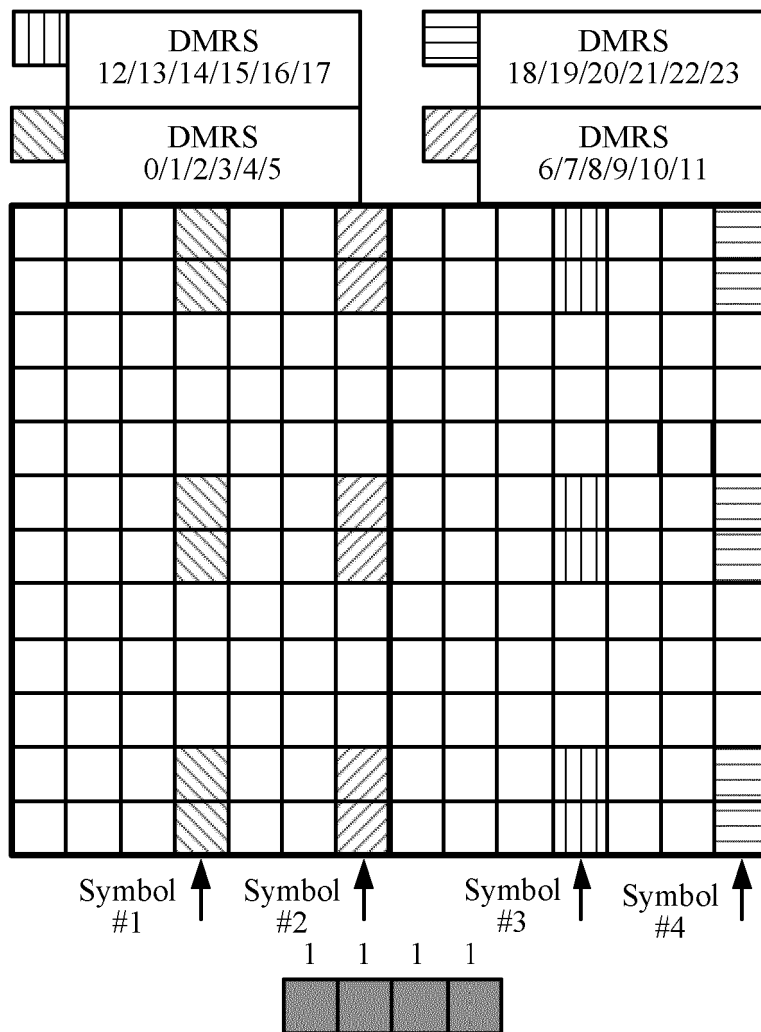 DMRS
12/13/14/15/16/17
DMRS
18/19/20/21/22/23
DMRS
0/1/2/3/4/5
DMRS
6/7/8/9/10/11
Symbol
#1
Symbol
#2
Symbol
#3
Symbol
#4
1 1 1 1